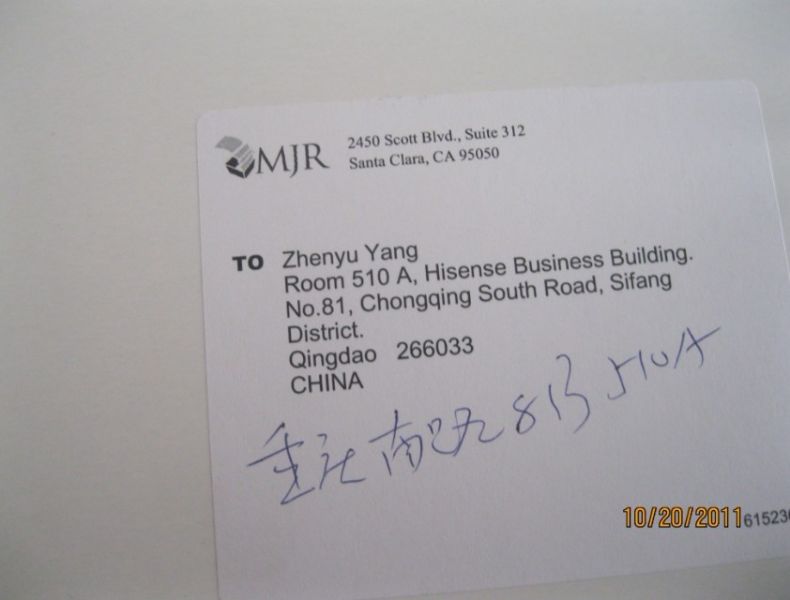 MJR
2450 Scott Blvd., Suite 312
Santa Clara, CA 95050
TO Zhenyu Yang
Room 510 A, Hisense Business Building.
No.81, Chongqing South Road, Sifang
District.
Qingdao 266033
CHINA
重庆南路81号510A
10/20/2011